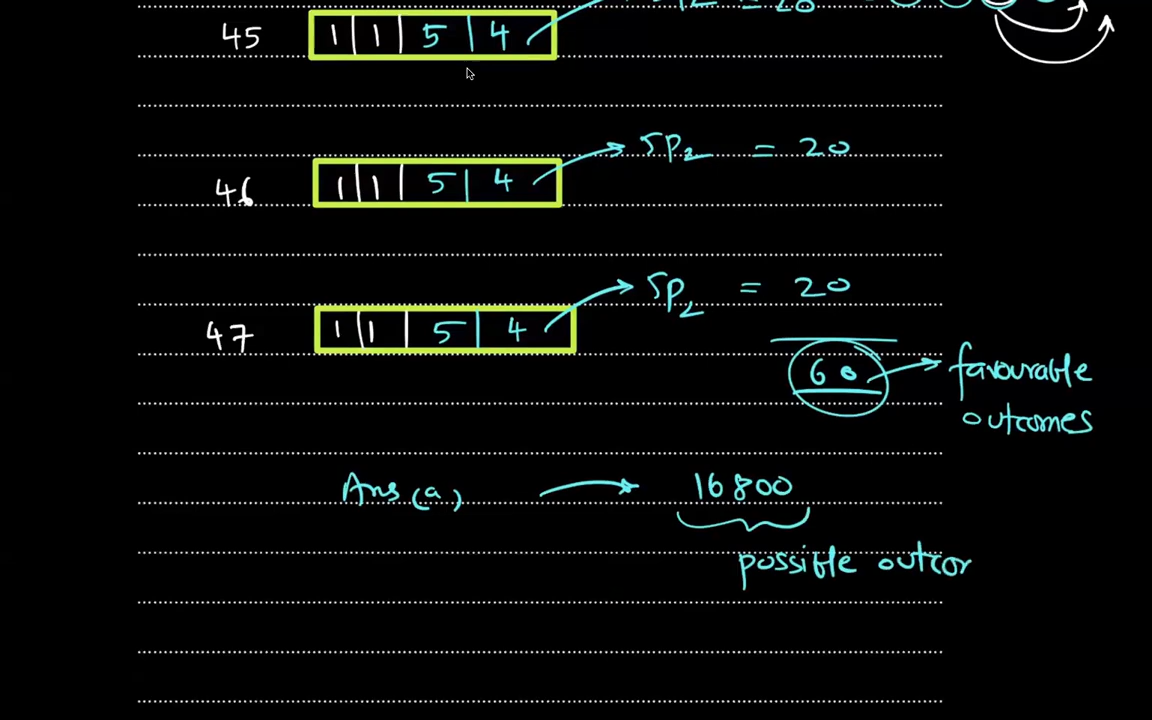 45 1 1 5 4 = 20
46 1 1 5 4 5P2 = 20
47 1 1 5 4 5P2 = 20
60 favourable
outcomes
Ans (a) 16800
possible outcor